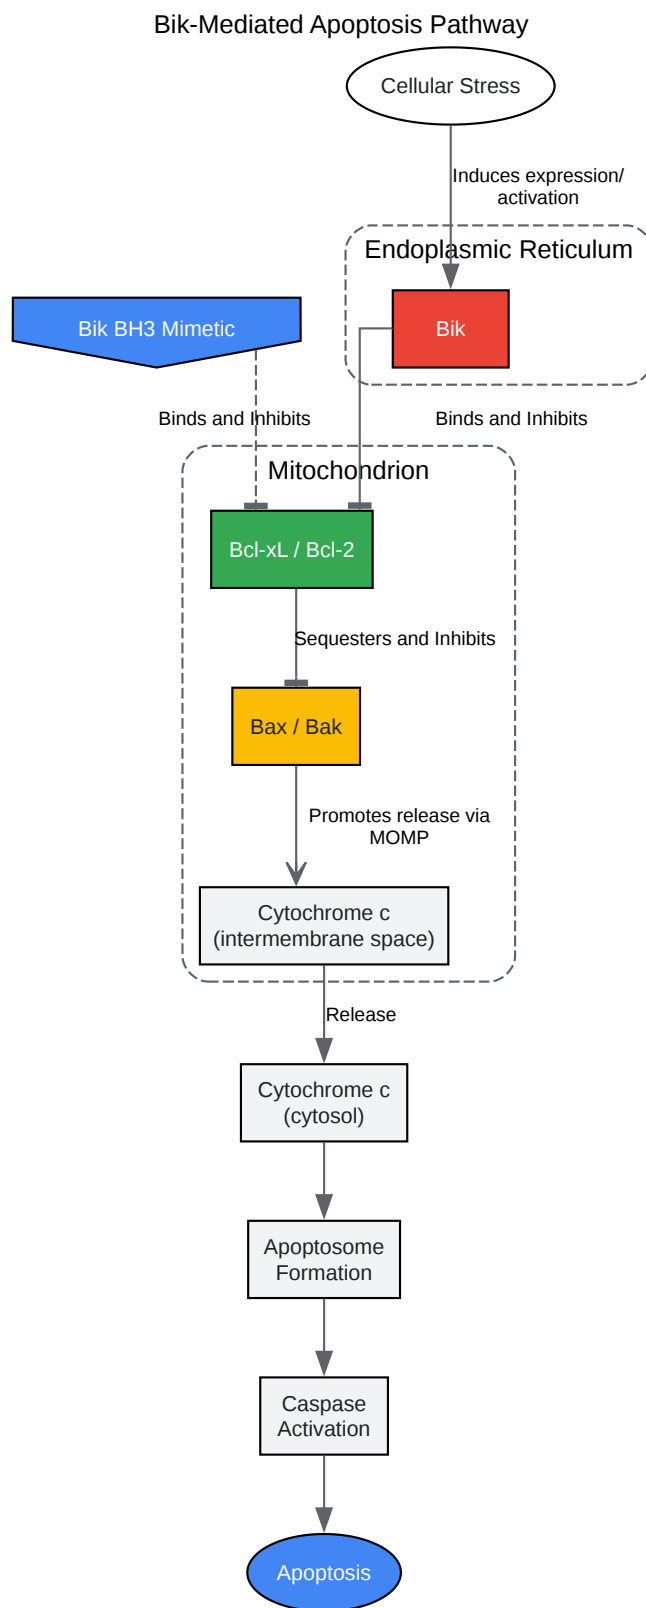 Bik-Mediated Apoptosis Pathway
Cellular Stress
Induces expression/
activation
Endoplasmic Reticulum
Bik BH3 Mimetic
Bik
Binds and Inhibits
Binds and Inhibits
Mitochondrion
Bcl-xL / Bcl-2
Sequesters and Inhibits
Bax / Bak
Promotes release via
MOMP
Cytochrome c
(intermembrane space)
Release
Cytochrome c
(cytosol)
Apoptosome
Formation
Caspase
Activation
Apoptosis